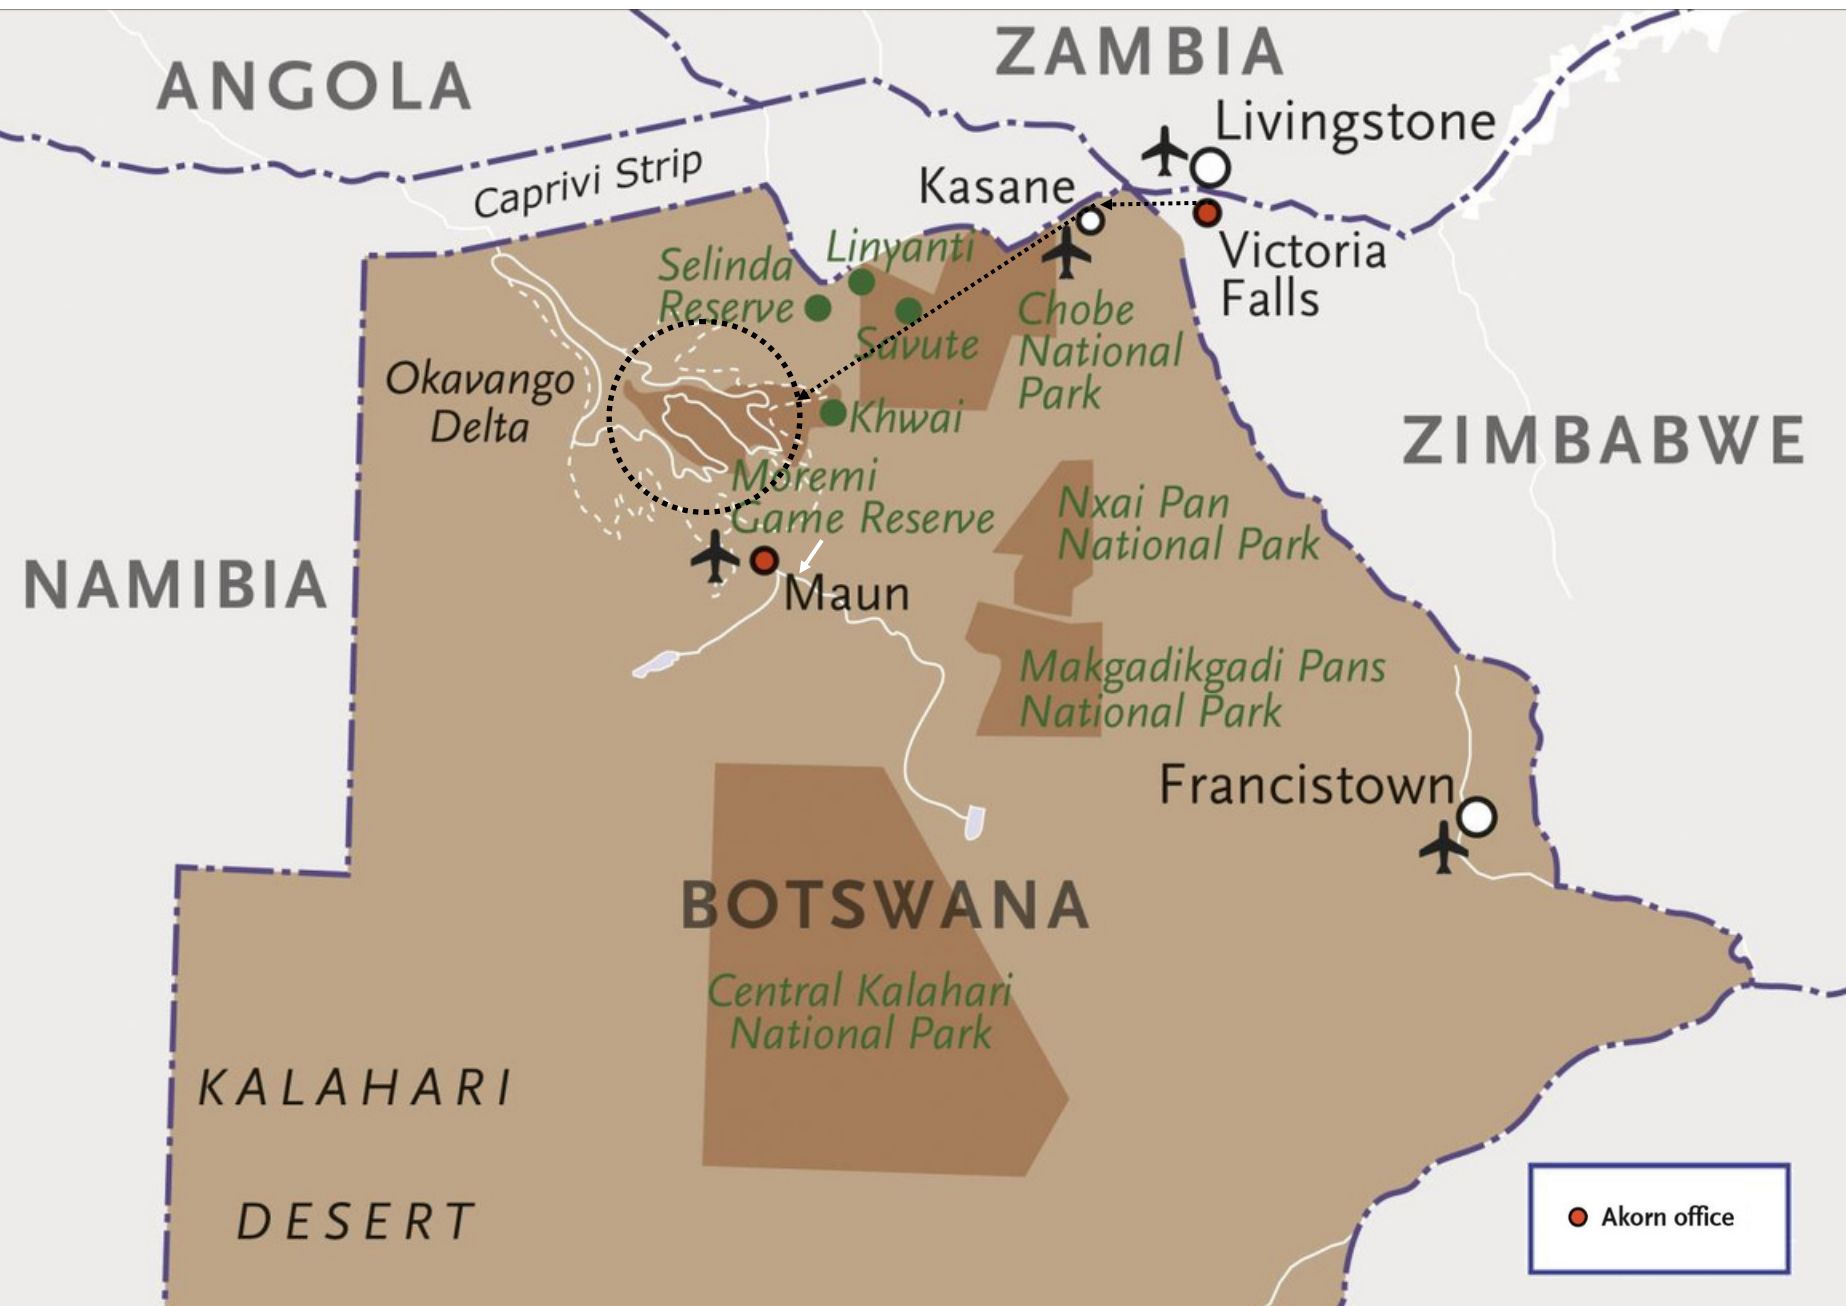 ANGOLA
ZAMBIA
Livingstone
Caprivi Strip
Kasane
Victoria
Falls
Linyanti
Selinda
Reserve
Savute
Chobe
National
Park
Okavango
Delta
Khwai
ZIMBABWE
Moremi
Game Reserve
Nxai Pan
National Park
NAMIBIA
Maun
Makgadikgadi Pans
National Park
Francistown
BOTSWANA
Central Kalahari
National Park
KALAHARI
DESERT
Akorn office